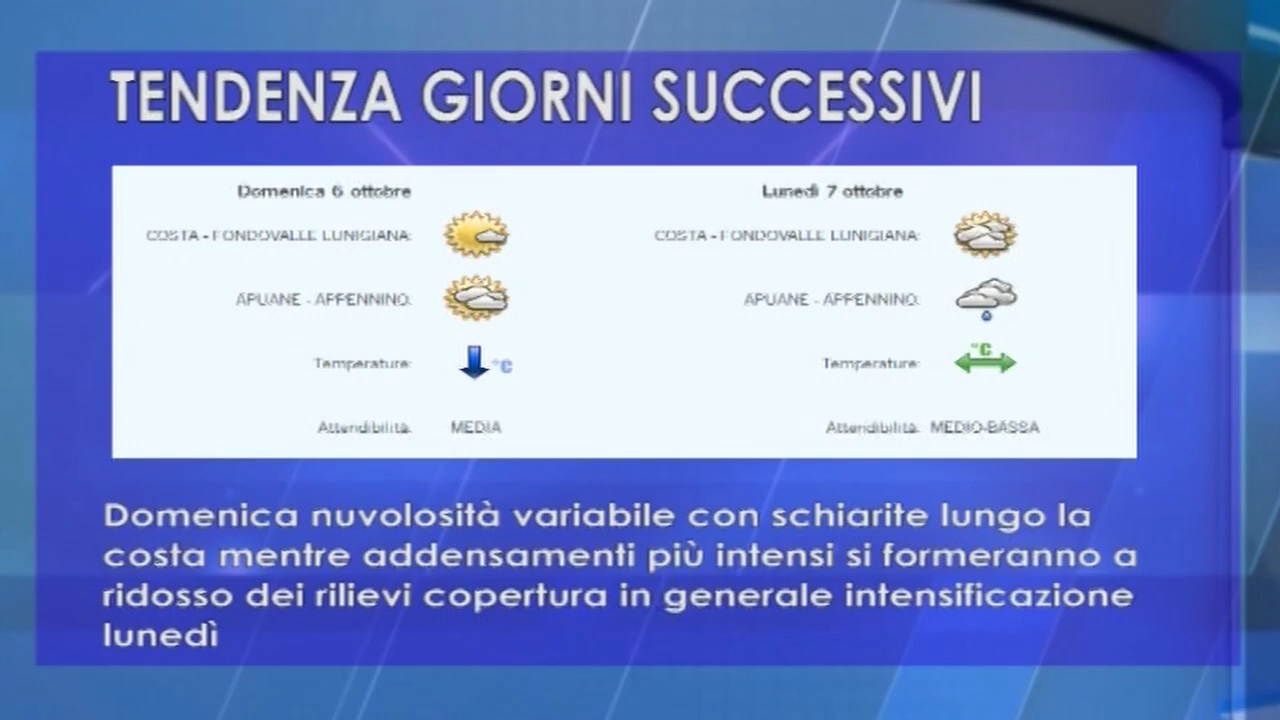 TENDENZA GIORNI SUCCESSIVI
Domenica 6 ottobre
COSTA - FONDOVALLE LUNIGIANA:
APUANE - APPENNINO:
Temperature: °C
Attendibilità: MEDIA
Lunedì 7 ottobre
COSTA - FONDOVALLE LUNIGIANA:
APUANE - APPENNINO:
Temperature: °C
Attendibilità: MEDIO-BASSA
Domenica nuvolosità variabile con schiarite lungo la
costa mentre addensamenti più intensi si formeranno a
ridosso dei rilievi copertura in generale intensificazione
lunedì